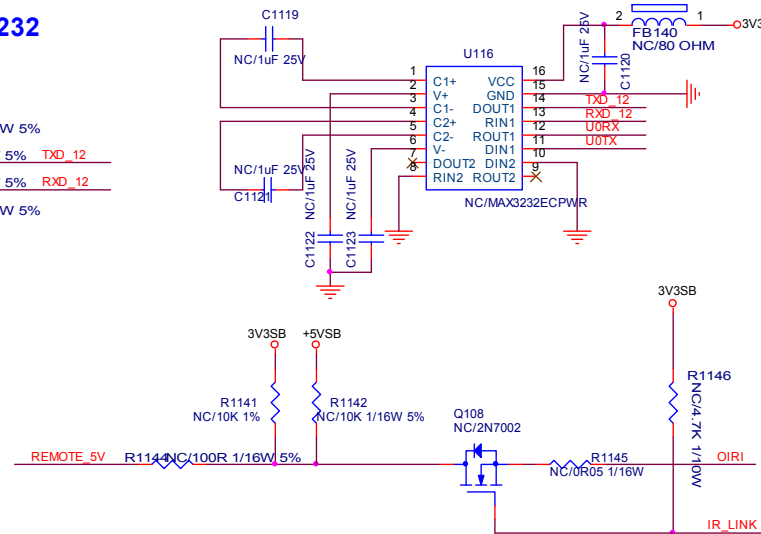 232
C1119
NC/1uF 25V
2
1
FB140
NC/80 OHM
3V3
NC/1uF 25V
C1120
U116
1 C1+ VCC 16
2 V+ GND 15
3 C1- DOUT1 14 TXD_12
4 C2+ RIN1 13 RXD_12
5 C2- ROUT1 12 U0RX
6 V- DIN1 11 U0TX
7 DOUT2 DIN2 10
8 RIN2 ROUT2 9
NC/MAX3232ECPWR
W 5%
5% TXD_12
5% RXD_12
W 5%
NC/1uF 25V
C1121
NC/1uF 25V
NC/1uF 25V
C1122
C1123
3V3SB
+5VSB
3V3SB
R1141
NC/10K 1%
R1142
NC/10K 1/16W 5%
R1146
NC/4.7K 1/10W
Q108
NC/2N7002
REMOTE_5V
R1144 NC/100R 1/16W 5%
R1145
NC/0R05 1/16W
OIRI
IR_LINK